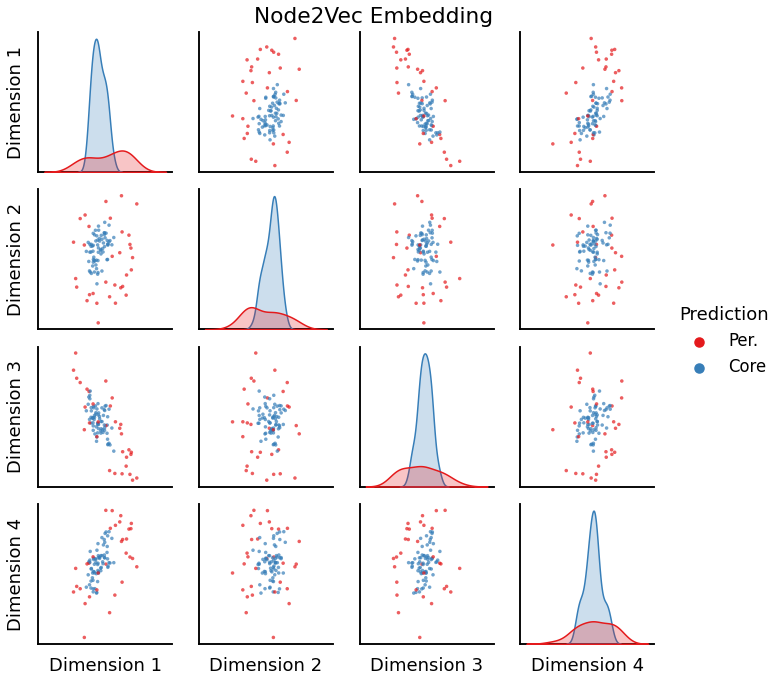 Node2Vec Embedding
Dimension 1
Dimension 2
Dimension 3
Dimension 4
Prediction
Per.
Core
Dimension 1
Dimension 2
Dimension 3
Dimension 4